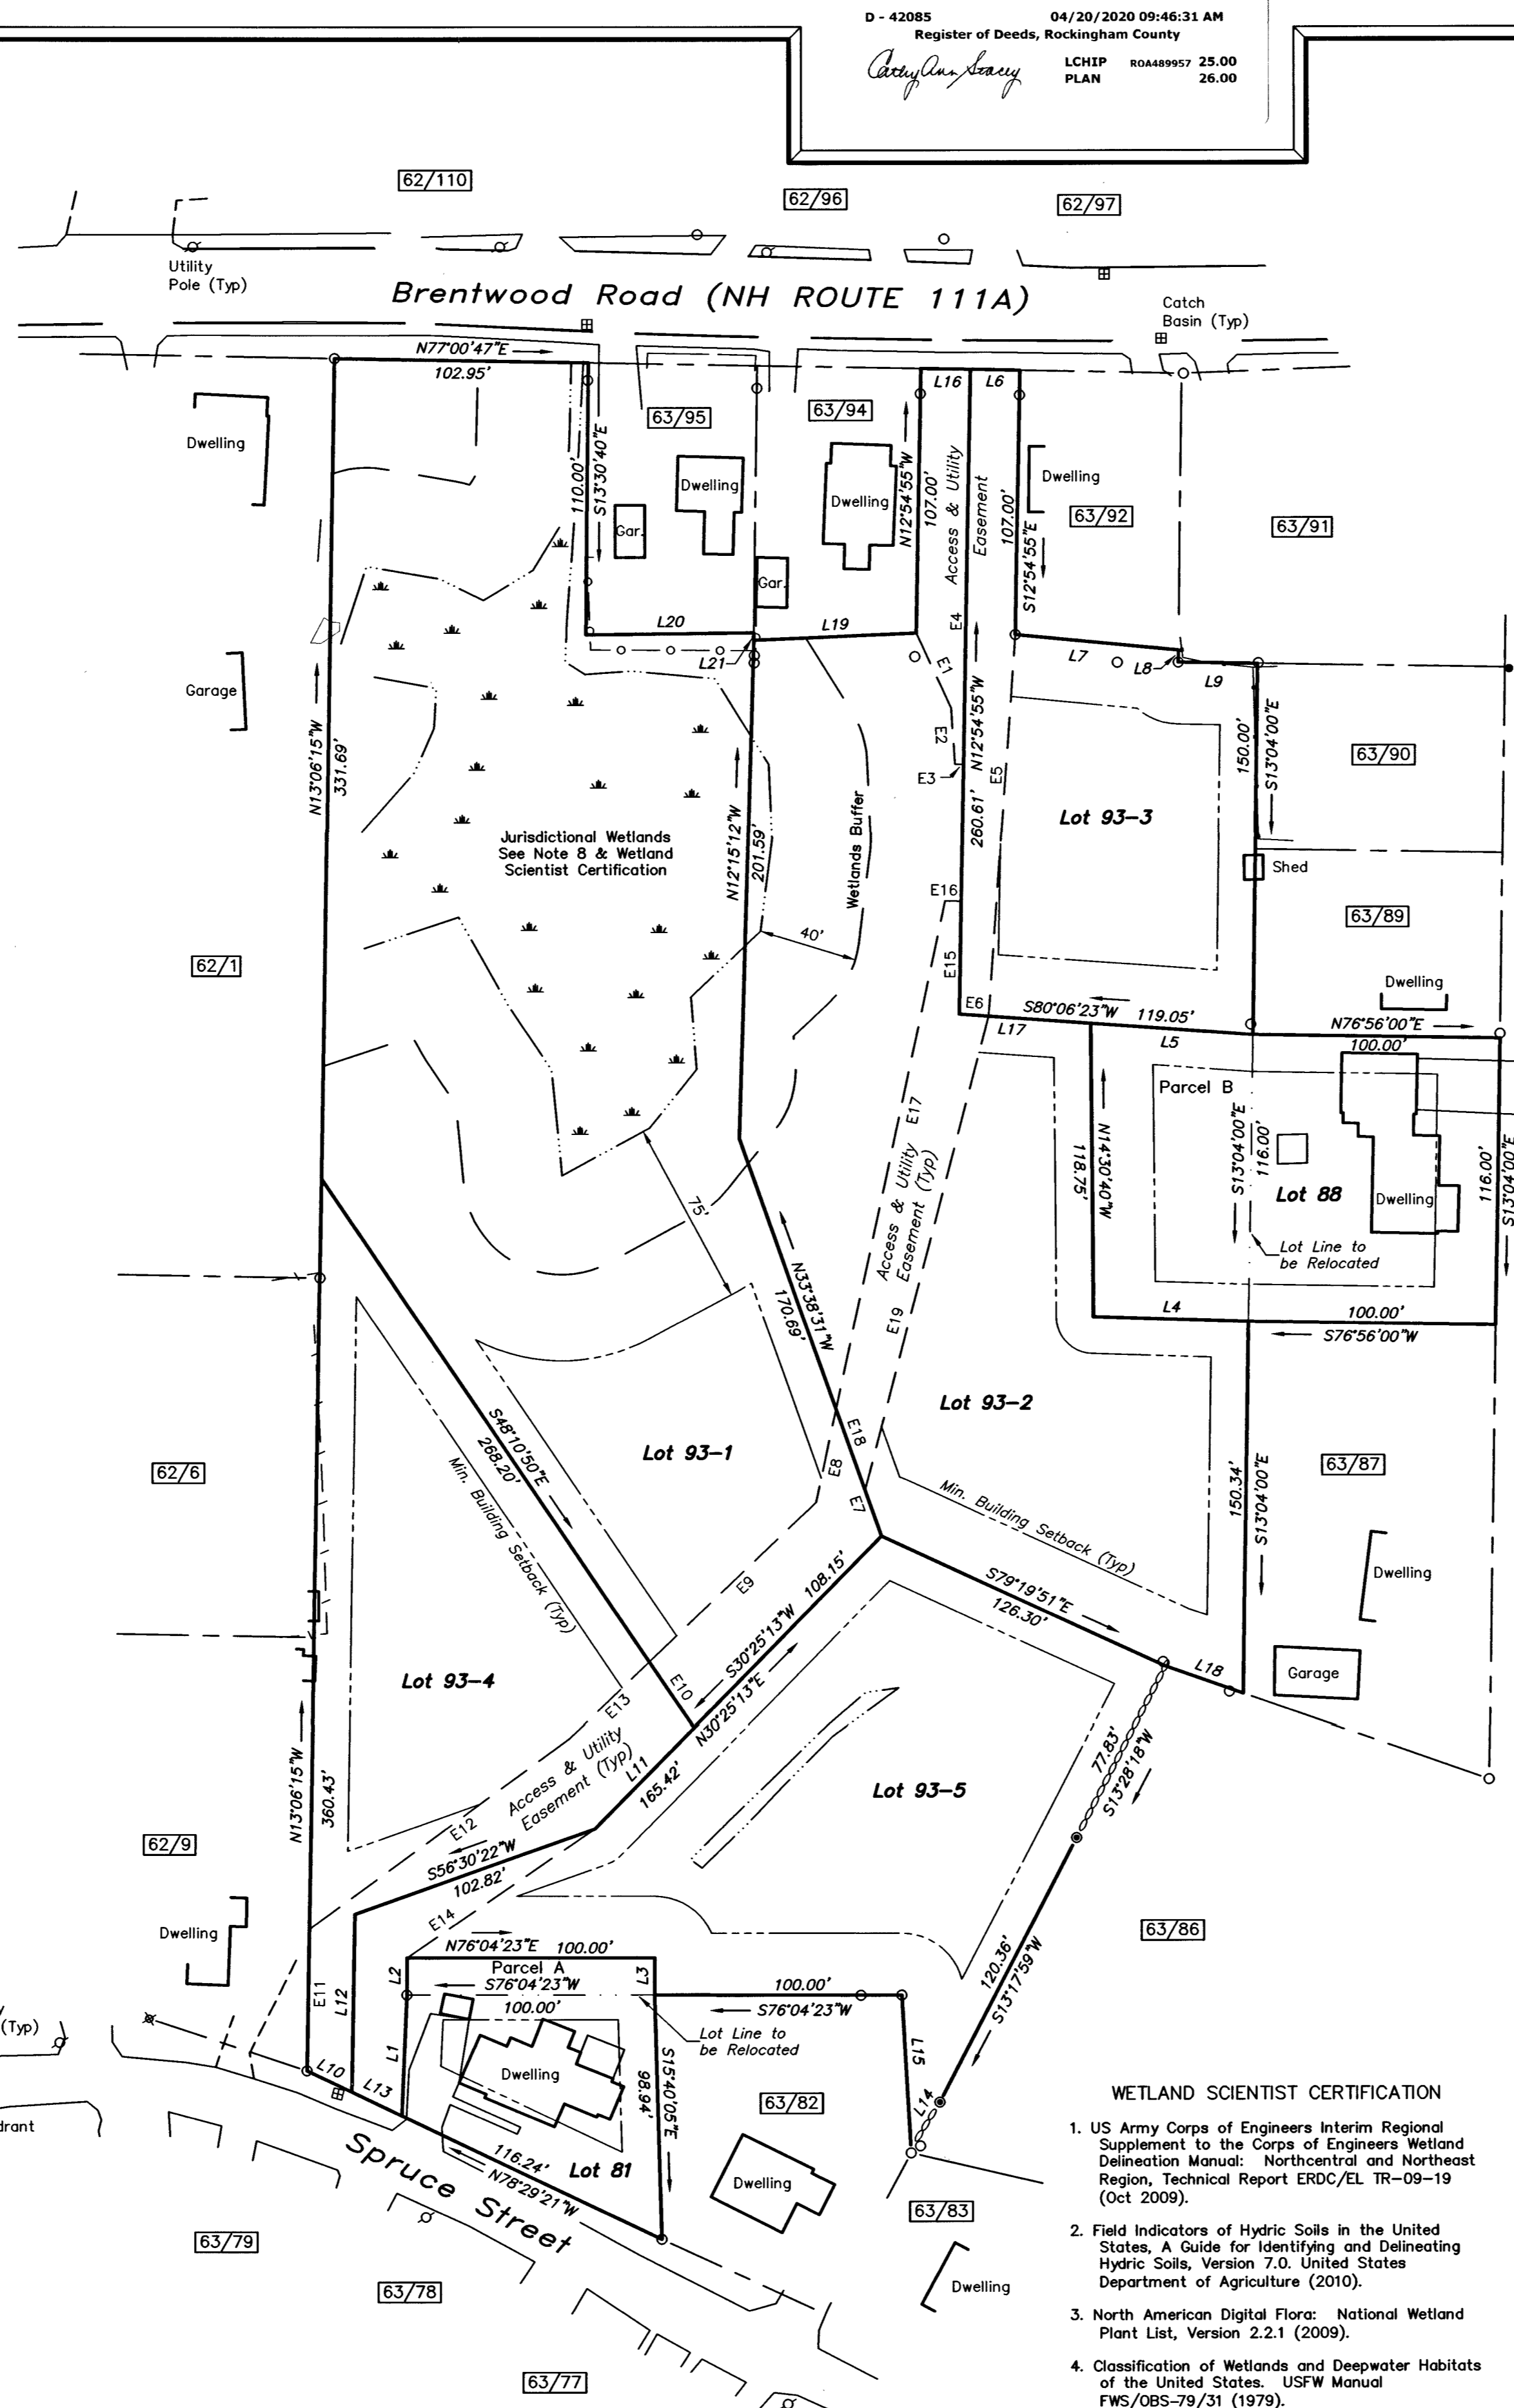 D - 42085 04/20/2020 09:46:31 AM
Register of Deeds, Rockingham County
Cathy Ann Stacey
LCHIP ROA489957 25.00
PLAN 26.00
62/110
62/96
62/97
Utility
Pole (Typ)
Brentwood Road (NH ROUTE 111A)
Catch
Basin (Typ)
N77°00'47"E
102.95'
L16
L6
63/95
63/94
Dwelling
110.00'
S13°30'40"E
Dwelling
Gar.
Dwelling
Gar.
N12°54'55"W
107.00'
Access & Utility
Easement
107.00'
S12°54'55"E
Dwelling
63/92
63/91
L20
L19
L21
E4
E1
L7
L8
L9
Garage
N13°06'15"W
331.69'
E2
E3
260.61' N12°54'55"W
E5
150.00'
S13°04'00"E
63/90
Lot 93-3
Jurisdictional Wetlands
See Note 8 & Wetland
Scientist Certification
N12°15'12"W
201.59'
Wetlands Buffer
Shed
E16
40'
E15
63/89
62/1
Dwelling
E6
S80°06'23"W 119.05'
L17
L5
N76°56'00"E
100.00'
Parcel B
E17
N14°30'40"W
118.75'
S13°04'00"E
116.00'
116.00'
S13°04'00"E
Lot 88
Dwelling
75'
Access & Utility
Easement (Typ)
Lot Line to
be Relocated
N33°38'31"W
170.69'
E19
L4
100.00'
S76°56'00"W
S48°10'50"E
268.20'
Lot 93-2
Lot 93-1
E18
E8
E7
62/6
63/87
Min. Building Setback (Typ)
Min. Building Setback (Typ)
150.34'
S13°04'00"E
Dwelling
E9
108.15'
S30°25'13"W
N30°25'13"E
S79°19'51"E
126.30'
L18
Garage
Lot 93-4
E10
E13
Access & Utility
Easement (Typ)
L11
165.42'
77.83'
S13°28'18"W
Lot 93-5
N13°06'15"W
360.43'
E12
62/9
S56°30'22"W
102.82'
Dwelling
E14
63/86
N76°04'23"E 100.00'
Parcel A
L2
L3
S76°04'23"W
100.00'
100.00'
S76°04'23"W
120.36'
S13°17'59"W
E11
L12
(Typ)
Lot Line to
be Relocated
L1
L15
L10
L13
Dwelling
S15°40'05"E
98.94'
63/82
L14
drant
Spruce Street
116.24'
N78°29'21"W
Lot 81
Dwelling
63/83
63/79
63/78
Dwelling
63/77
WETLAND SCIENTIST CERTIFICATION
1. US Army Corps of Engineers Interim Regional
Supplement to the Corps of Engineers Wetland
Delineation Manual: Northcentral and Northeast
Region, Technical Report ERDC/EL TR-09-19
(Oct 2009).
2. Field Indicators of Hydric Soils in the United
States, A Guide for Identifying and Delineating
Hydric Soils, Version 7.0. United States
Department of Agriculture (2010).
3. North American Digital Flora: National Wetland
Plant List, Version 2.2.1 (2009).
4. Classification of Wetlands and Deepwater Habitats
of the United States. USFW Manual
FWS/OBS-79/31 (1979).